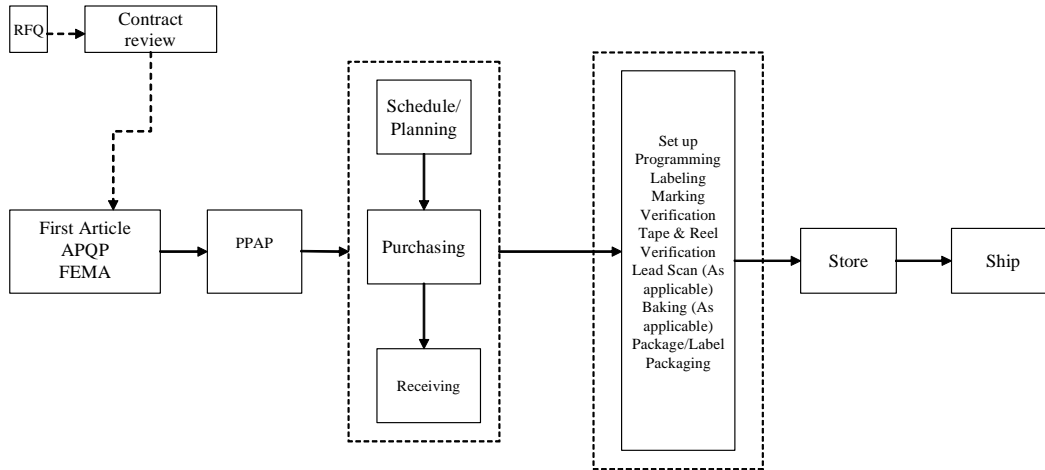 RFQ
Contract
review
Schedule/
Planning
Purchasing
Receiving
First Article
APQP
FEMA
PPAP
Set up
Programming
Labeling
Marking
Verification
Tape & Reel
Verification
Lead Scan (As
applicable)
Baking (As
applicable)
Package/Label
Packaging
Store
Ship